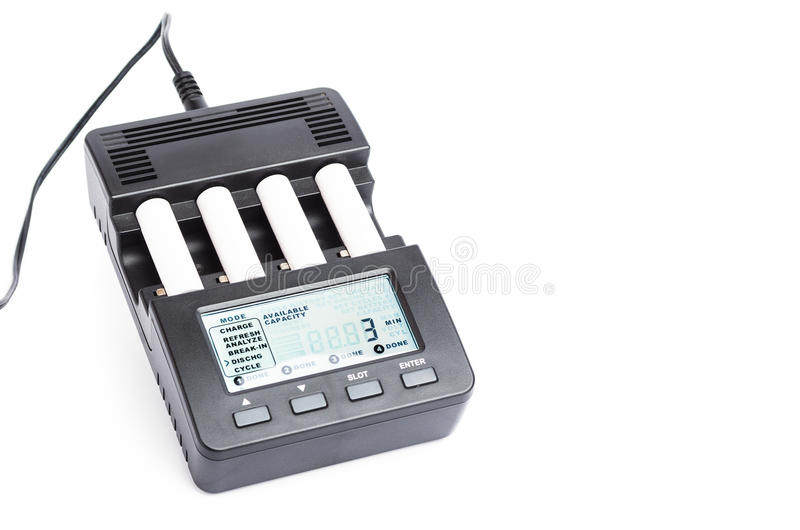 MODE
CHARGE
REFRESH
ANALYZE
BREAK-IN
DISCHG
CYCLE
AVAILABLE
CAPACITY
3 MIN
1 DONE 2 DONE 3 DONE 4 DONE
▲ ▼ SLOT ENTER
dreamstime.